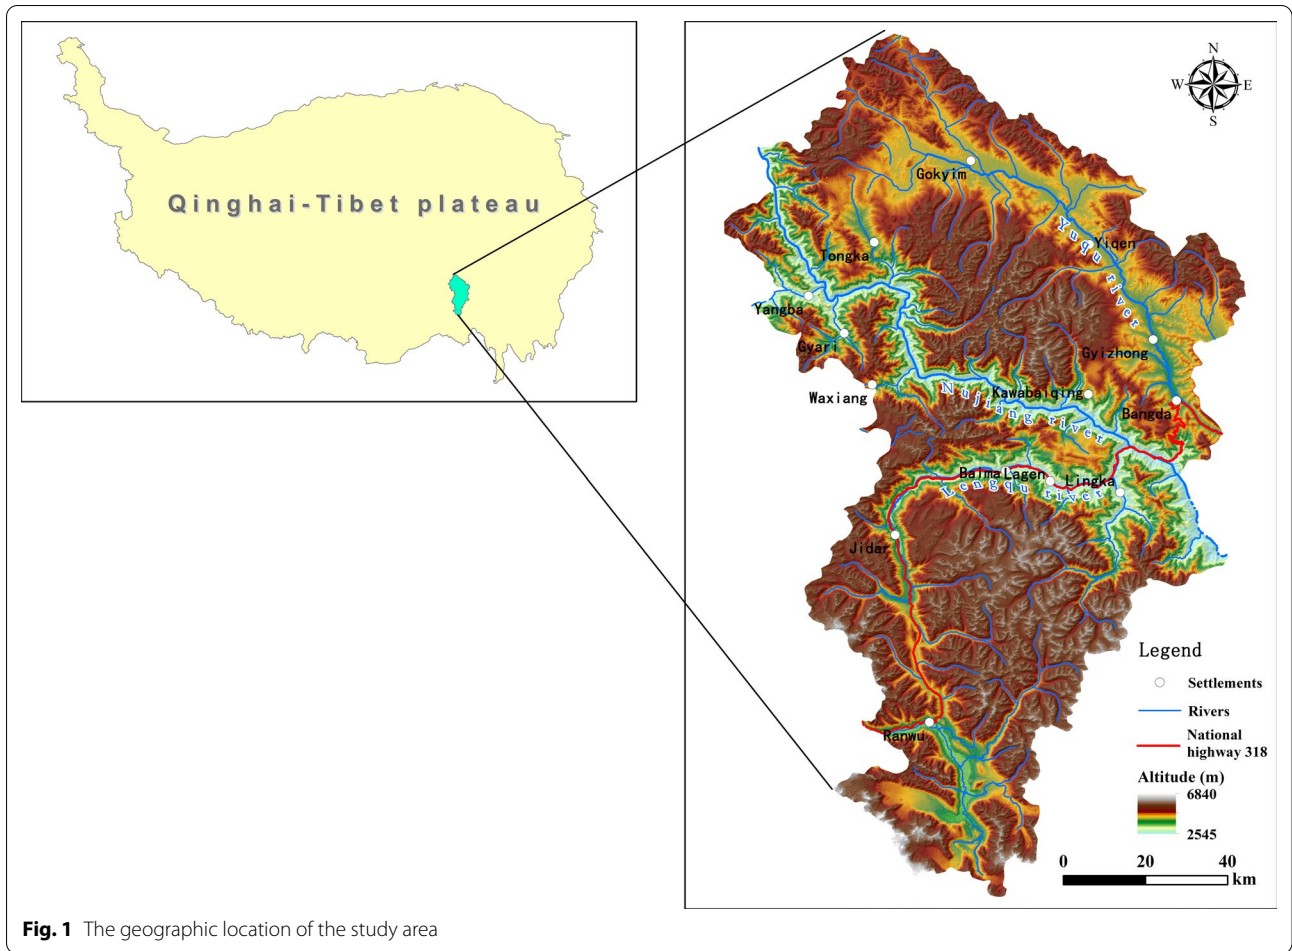 Qinghai-Tibet plateau
N
W E
S
Gokyim
Tongka
Yiqen
Yuqu river
Yangba
Gyari
Gyizhong
Waxiang
Kawabaiqing
Nujiang river
Bangda
Baima Lagen
Lingka
Lengqu river
Jidar
Ranwu
Legend
Settlements
Rivers
National
highway 318
Altitude (m)
6840
2545
0 20 40
km
Fig. 1 The geographic location of the study area